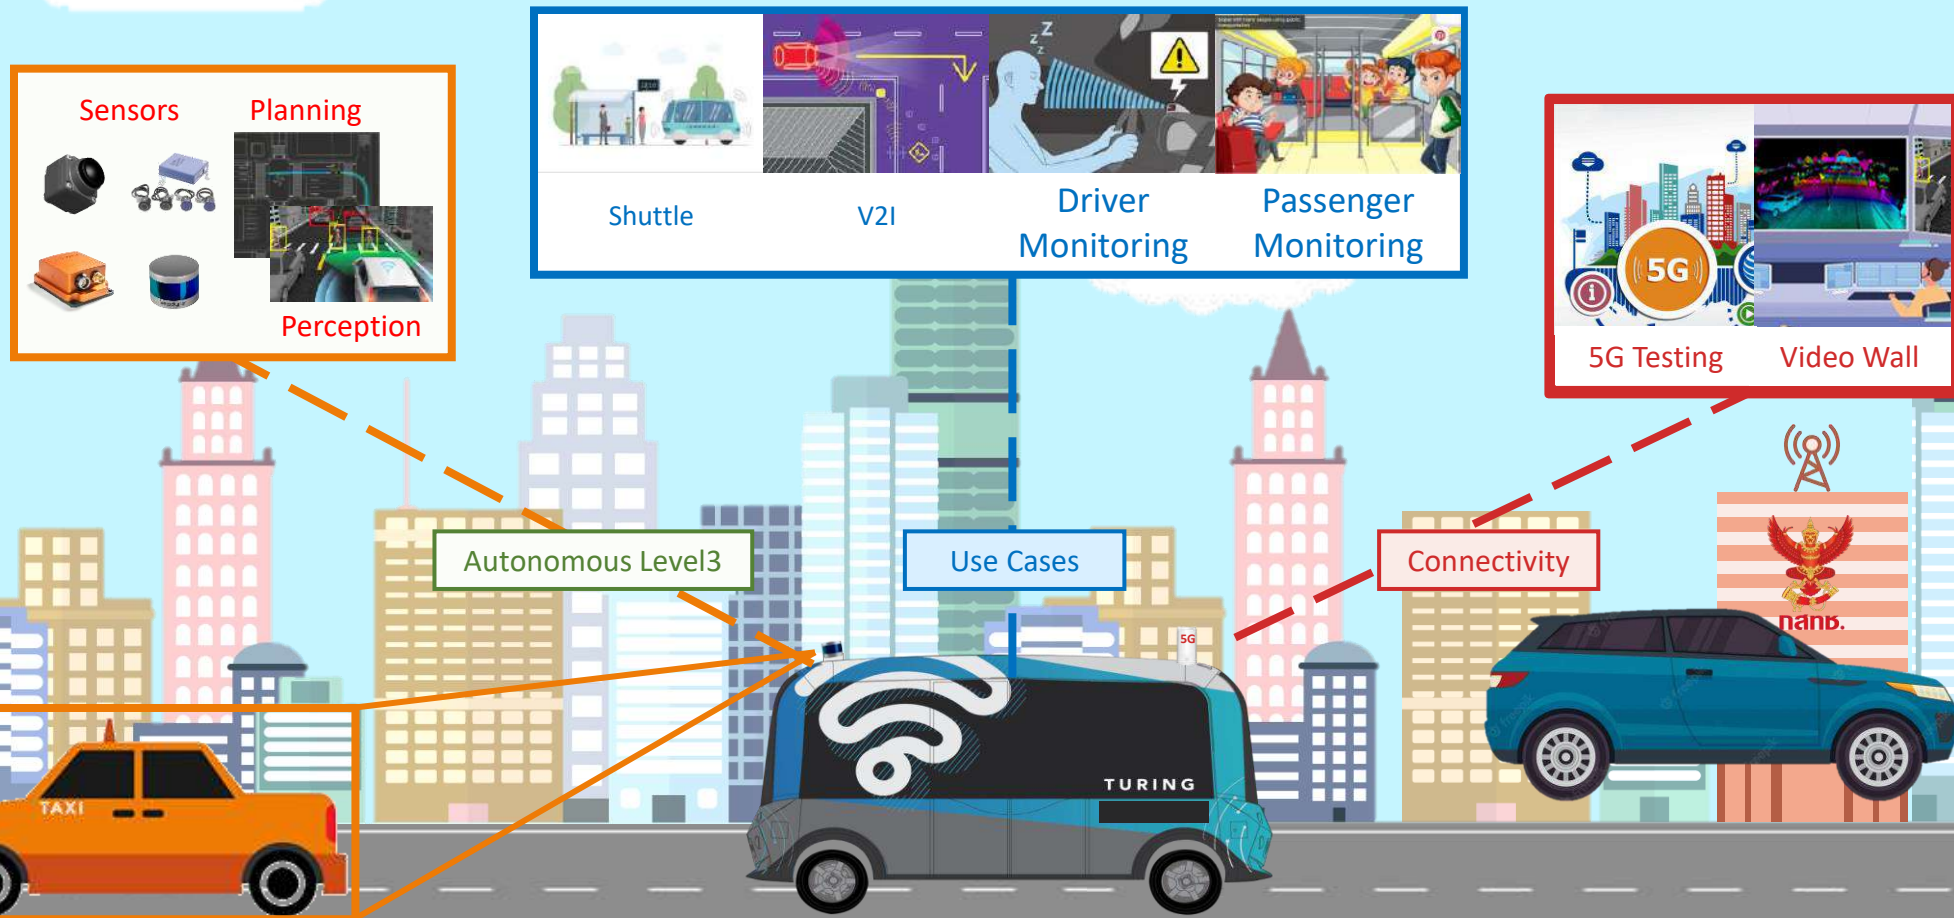 Sensors
Planning
Perception
Shuttle
V2I
Driver
Monitoring
Passenger
Monitoring
5G
5G Testing
Video Wall
Autonomous Level3
Use Cases
Connectivity
5G
กสทช.
TAXI
TURING